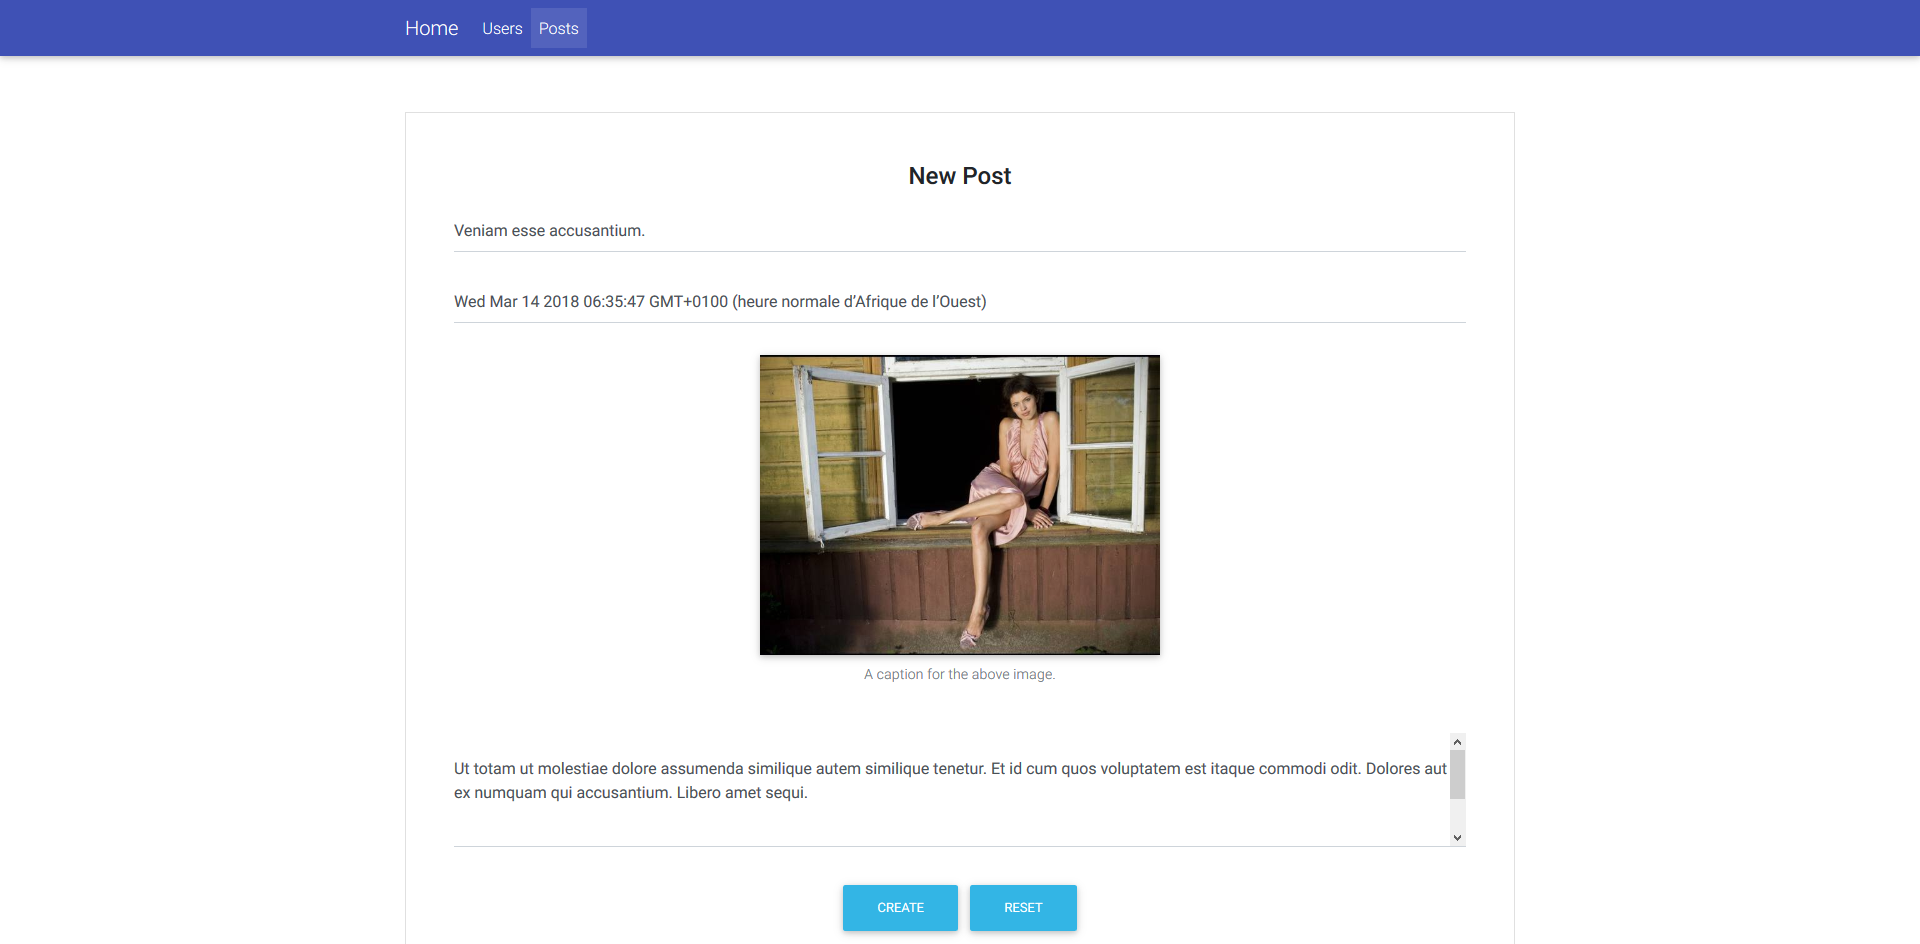 Home Users Posts
New Post
Veniam esse accusantium.
Wed Mar 14 2018 06:35:47 GMT+0100 (heure normale d’Afrique de l’Ouest)
A caption for the above image.
Ut totam ut molestiae dolore assumenda similique autem similique tenetur. Et id cum quos voluptatem est itaque commodi odit. Dolores aut
ex numquam qui accusantium. Libero amet sequi.
CREATE RESET